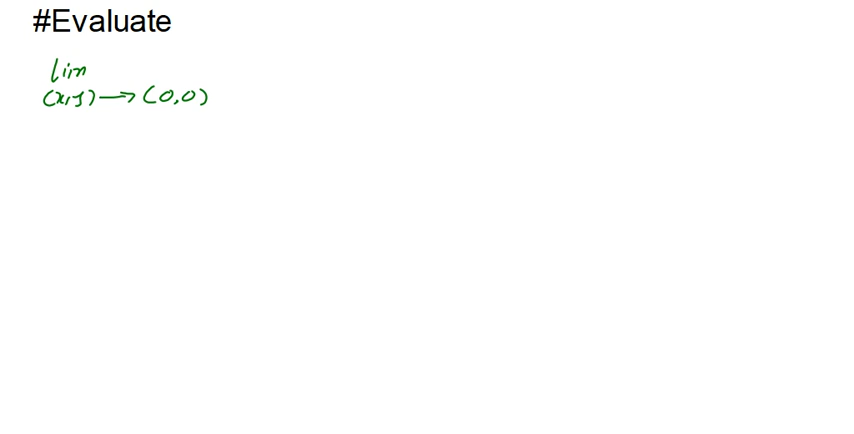 #Evaluate
lim
(x,y) → (0,0)